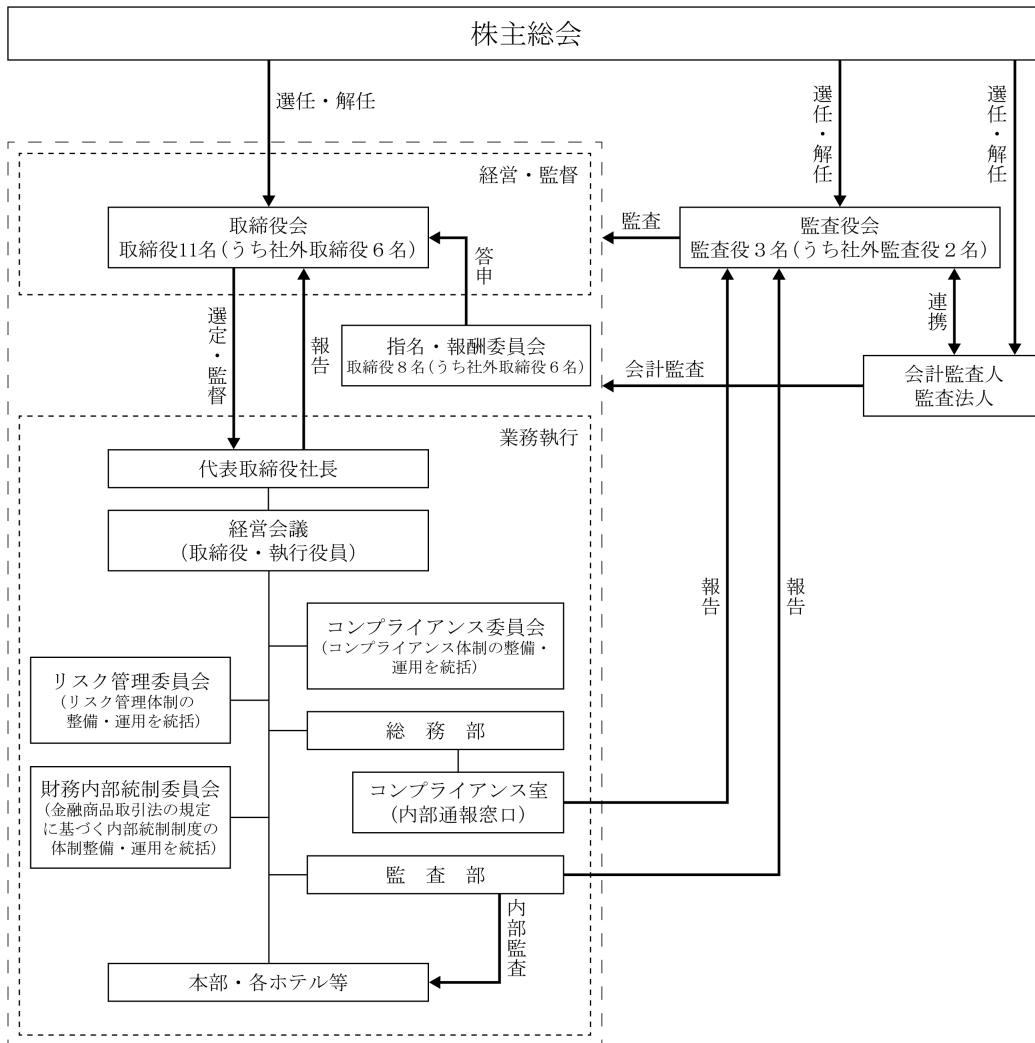 株主総会
選任・解任
選任・解任
選任・解任
経営・監督
取締役会
取締役11名(うち社外取締役6名)
監査
監査役会
監査役3名(うち社外監査役2名)
答申
選定・監督
報告
連携
指名・報酬委員会
取締役8名(うち社外取締役6名)
会計監査
会計監査人
監査法人
業務執行
代表取締役社長
経営会議
(取締役・執行役員)
報告
報告
コンプライアンス委員会
(コンプライアンス体制の整備・
運用を統括)
リスク管理委員会
(リスク管理体制の
整備・運用を統括)
総務部
財務内部統制委員会
(金融商品取引法の規定
に基づく内部統制制度の
体制整備・運用を統括)
コンプライアンス室
(内部通報窓口)
監査部
内部監査
本部・各ホテル等